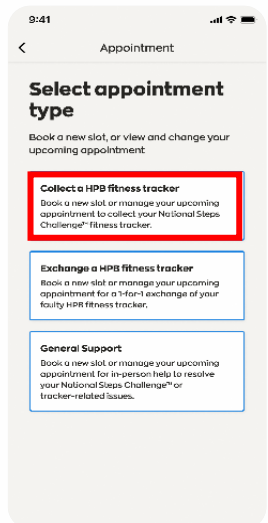 9:41
Appointment
Select appointment
type
Book a new slot, or view and change your
upcoming appointment
Collect a HPB fitness tracker
Book a new slot or manage your upcoming
appointment to collect your National Steps
Challenge™ fitness tracker.
Exchange a HPB fitness tracker
Book a new slot or manage your upcoming
appointment for a 1-for-1 exchange of your
faulty HPB fitness tracker.
General Support
Book a new slot or manage your upcoming
appointment for in-person help to resolve
your National Steps Challenge™ or
tracker-related issues.